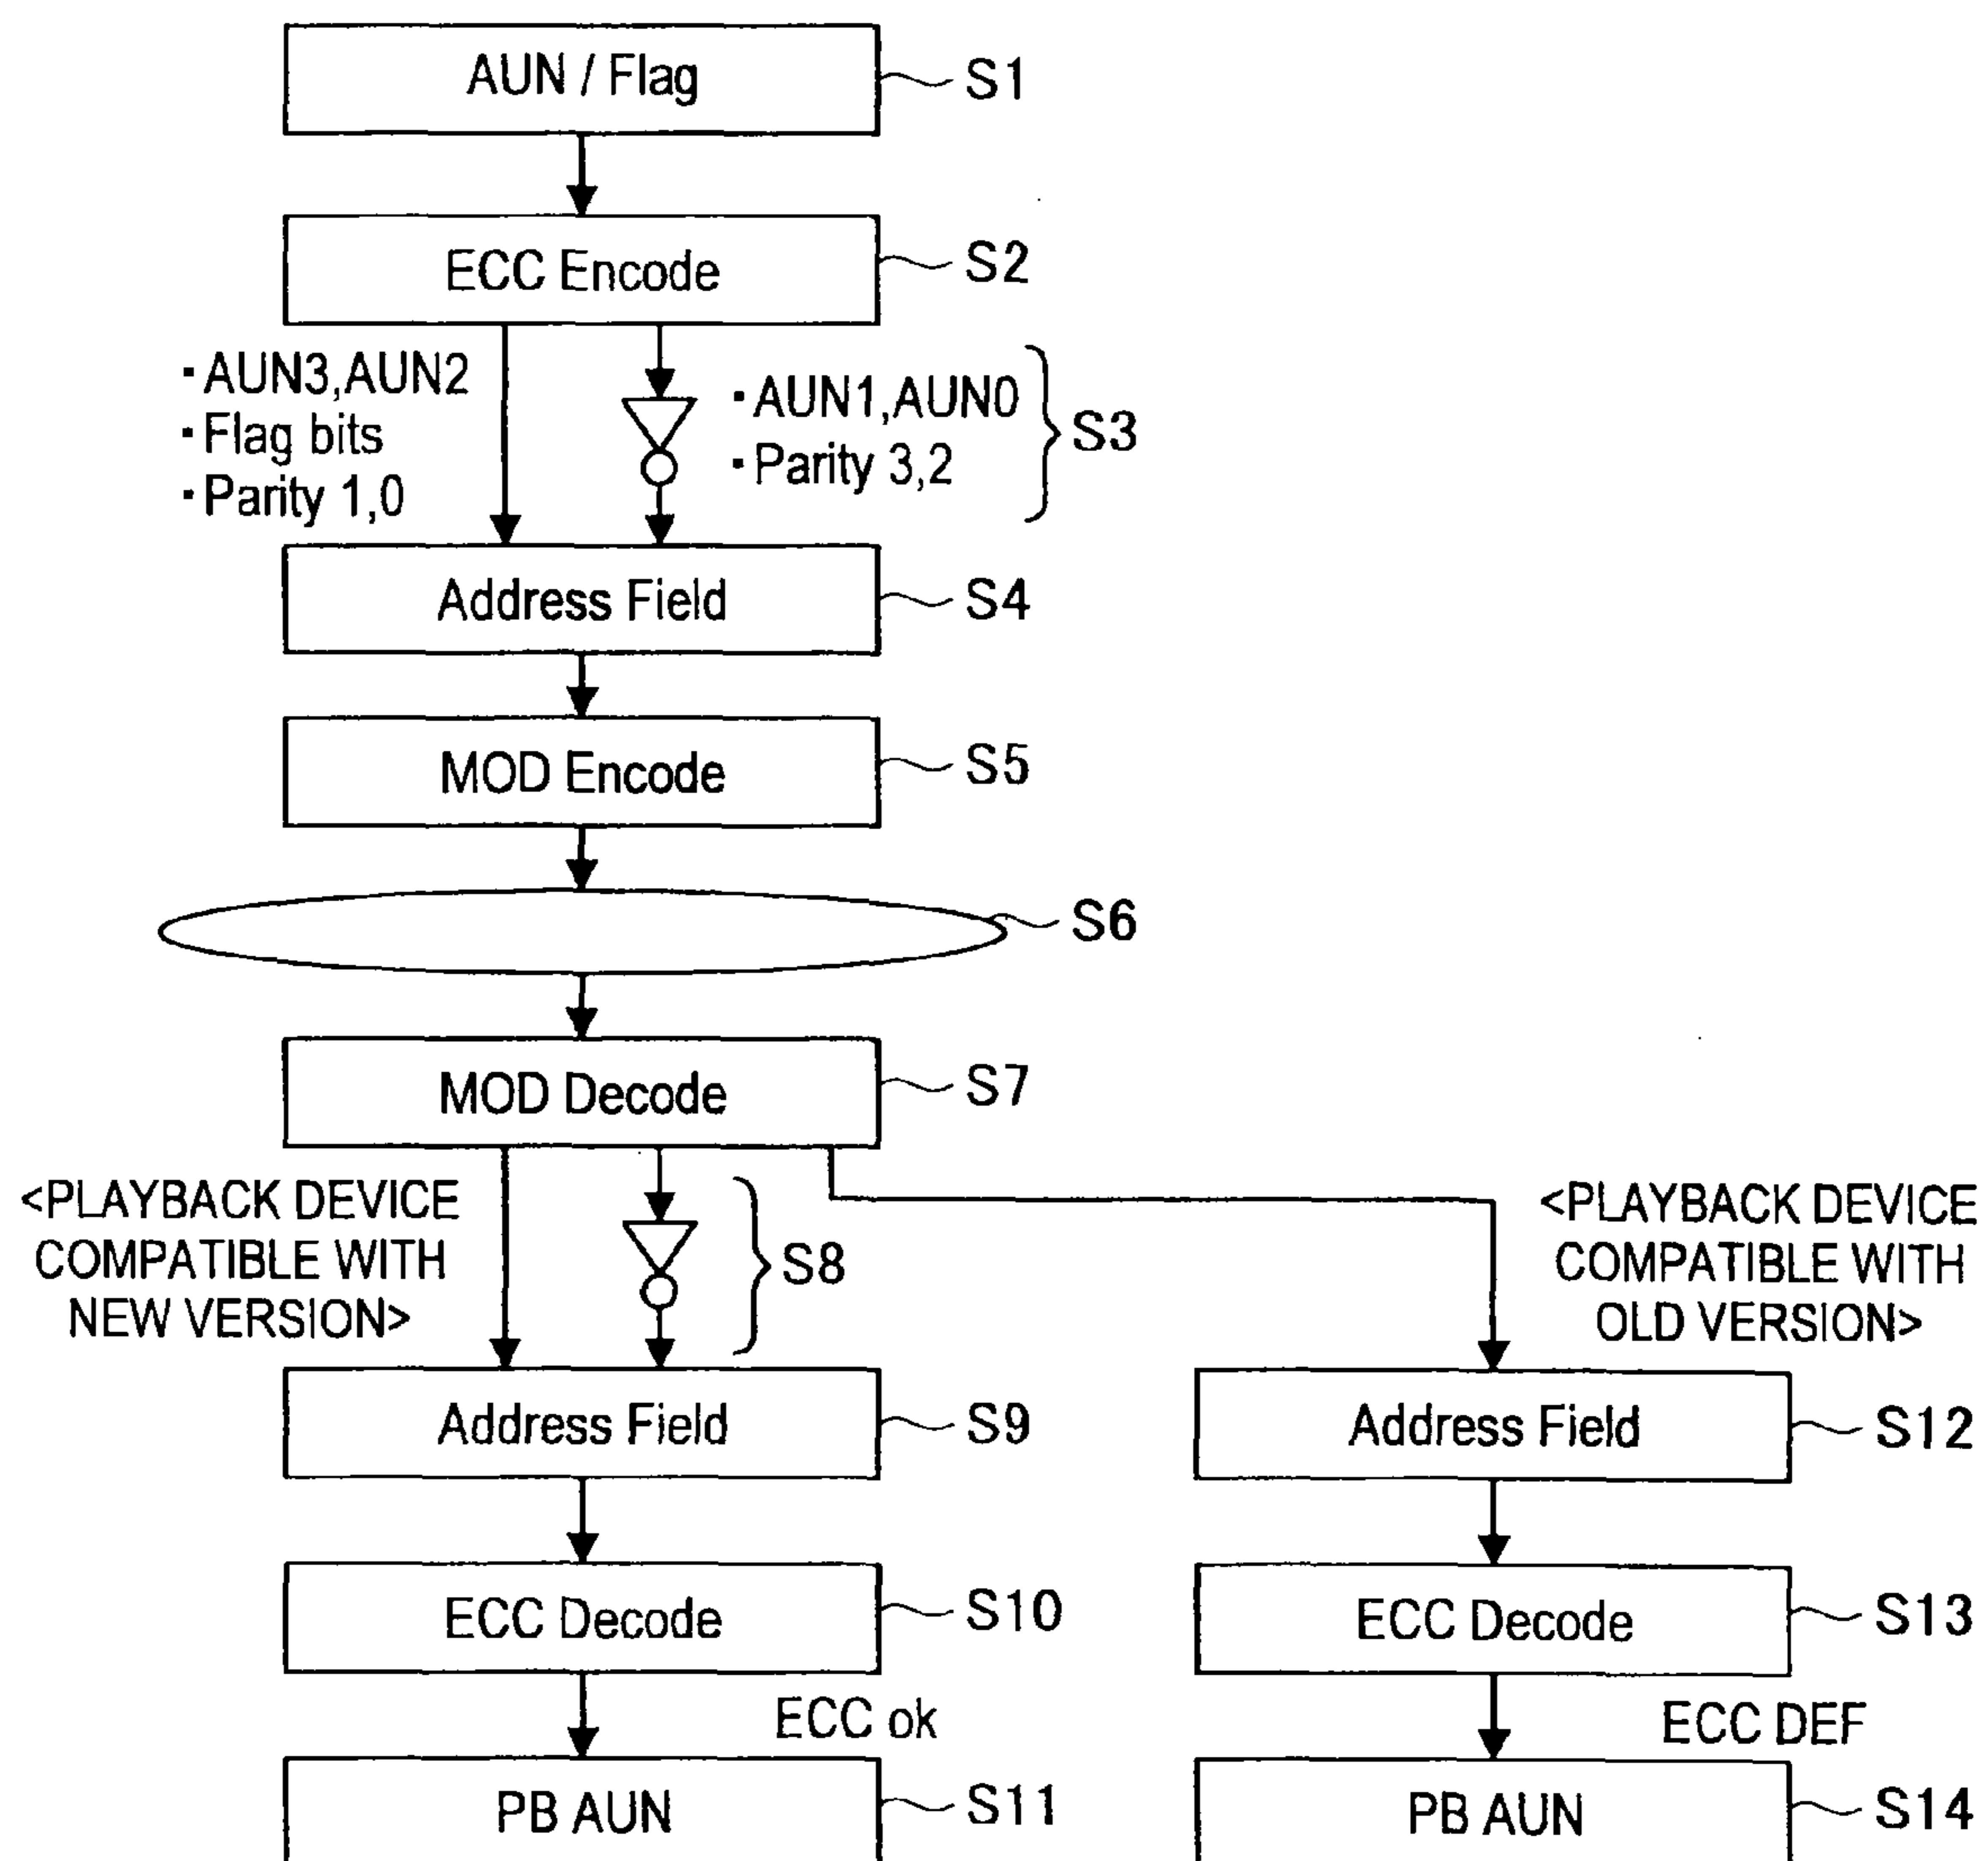 AUN / Flag
S1
ECC Encode
S2
・AUN3,AUN2
・Flag bits
・Parity 1,0
・AUN1,AUN0
・Parity 3,2
S3
Address Field
S4
MOD Encode
S5
S6
MOD Decode
S7
<PLAYBACK DEVICE
COMPATIBLE WITH
NEW VERSION>
S8
<PLAYBACK DEVICE
COMPATIBLE WITH
OLD VERSION>
Address Field
S9
Address Field
S12
ECC Decode
S10
ECC Decode
S13
ECC ok
ECC DEF
PB AUN
S11
PB AUN
S14